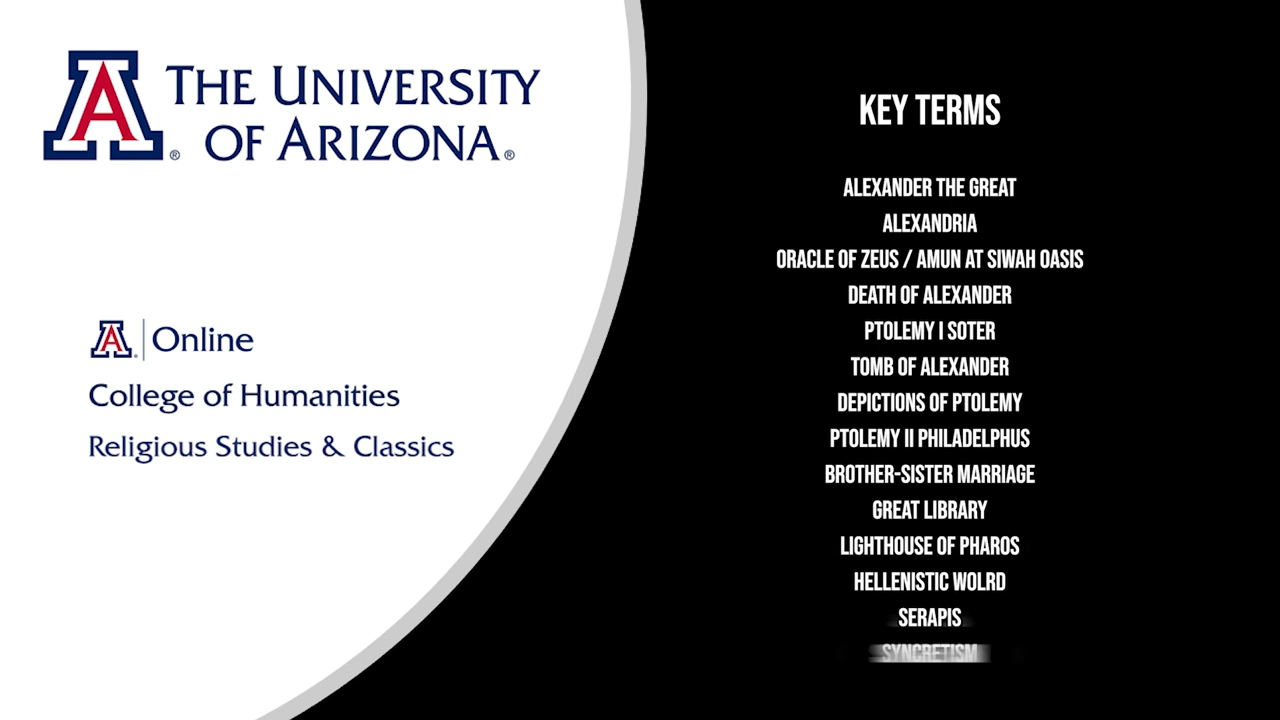 THE UNIVERSITY
OF ARIZONA®
A®
A. Online
College of Humanities
Religious Studies & Classics
KEY TERMS
ALEXANDER THE GREAT
ALEXANDRIA
ORACLE OF ZEUS / AMUN AT SIWAH OASIS
DEATH OF ALEXANDER
PTOLEMY I SOTER
TOMB OF ALEXANDER
DEPICTIONS OF PTOLEMY
PTOLEMY II PHILADELPHUS
BROTHER-SISTER MARRIAGE
GREAT LIBRARY
LIGHTHOUSE OF PHAROS
HELLENISTIC WOLRD
SERAPIS
SYNCRETISM